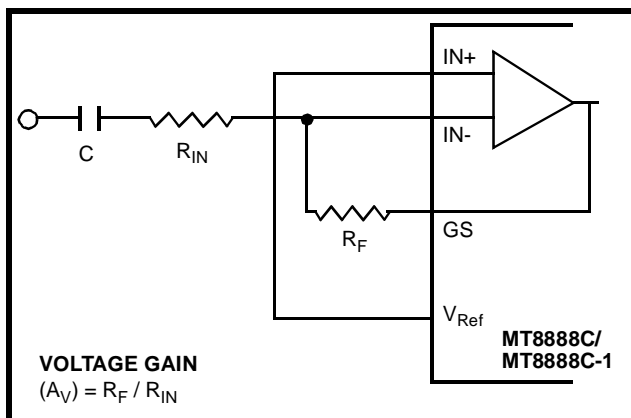 IN+
IN-
C
R_IN
R_F
GS
V_Ref
MT8888C/
MT8888C-1
VOLTAGE GAIN
(A_V) = R_F / R_IN